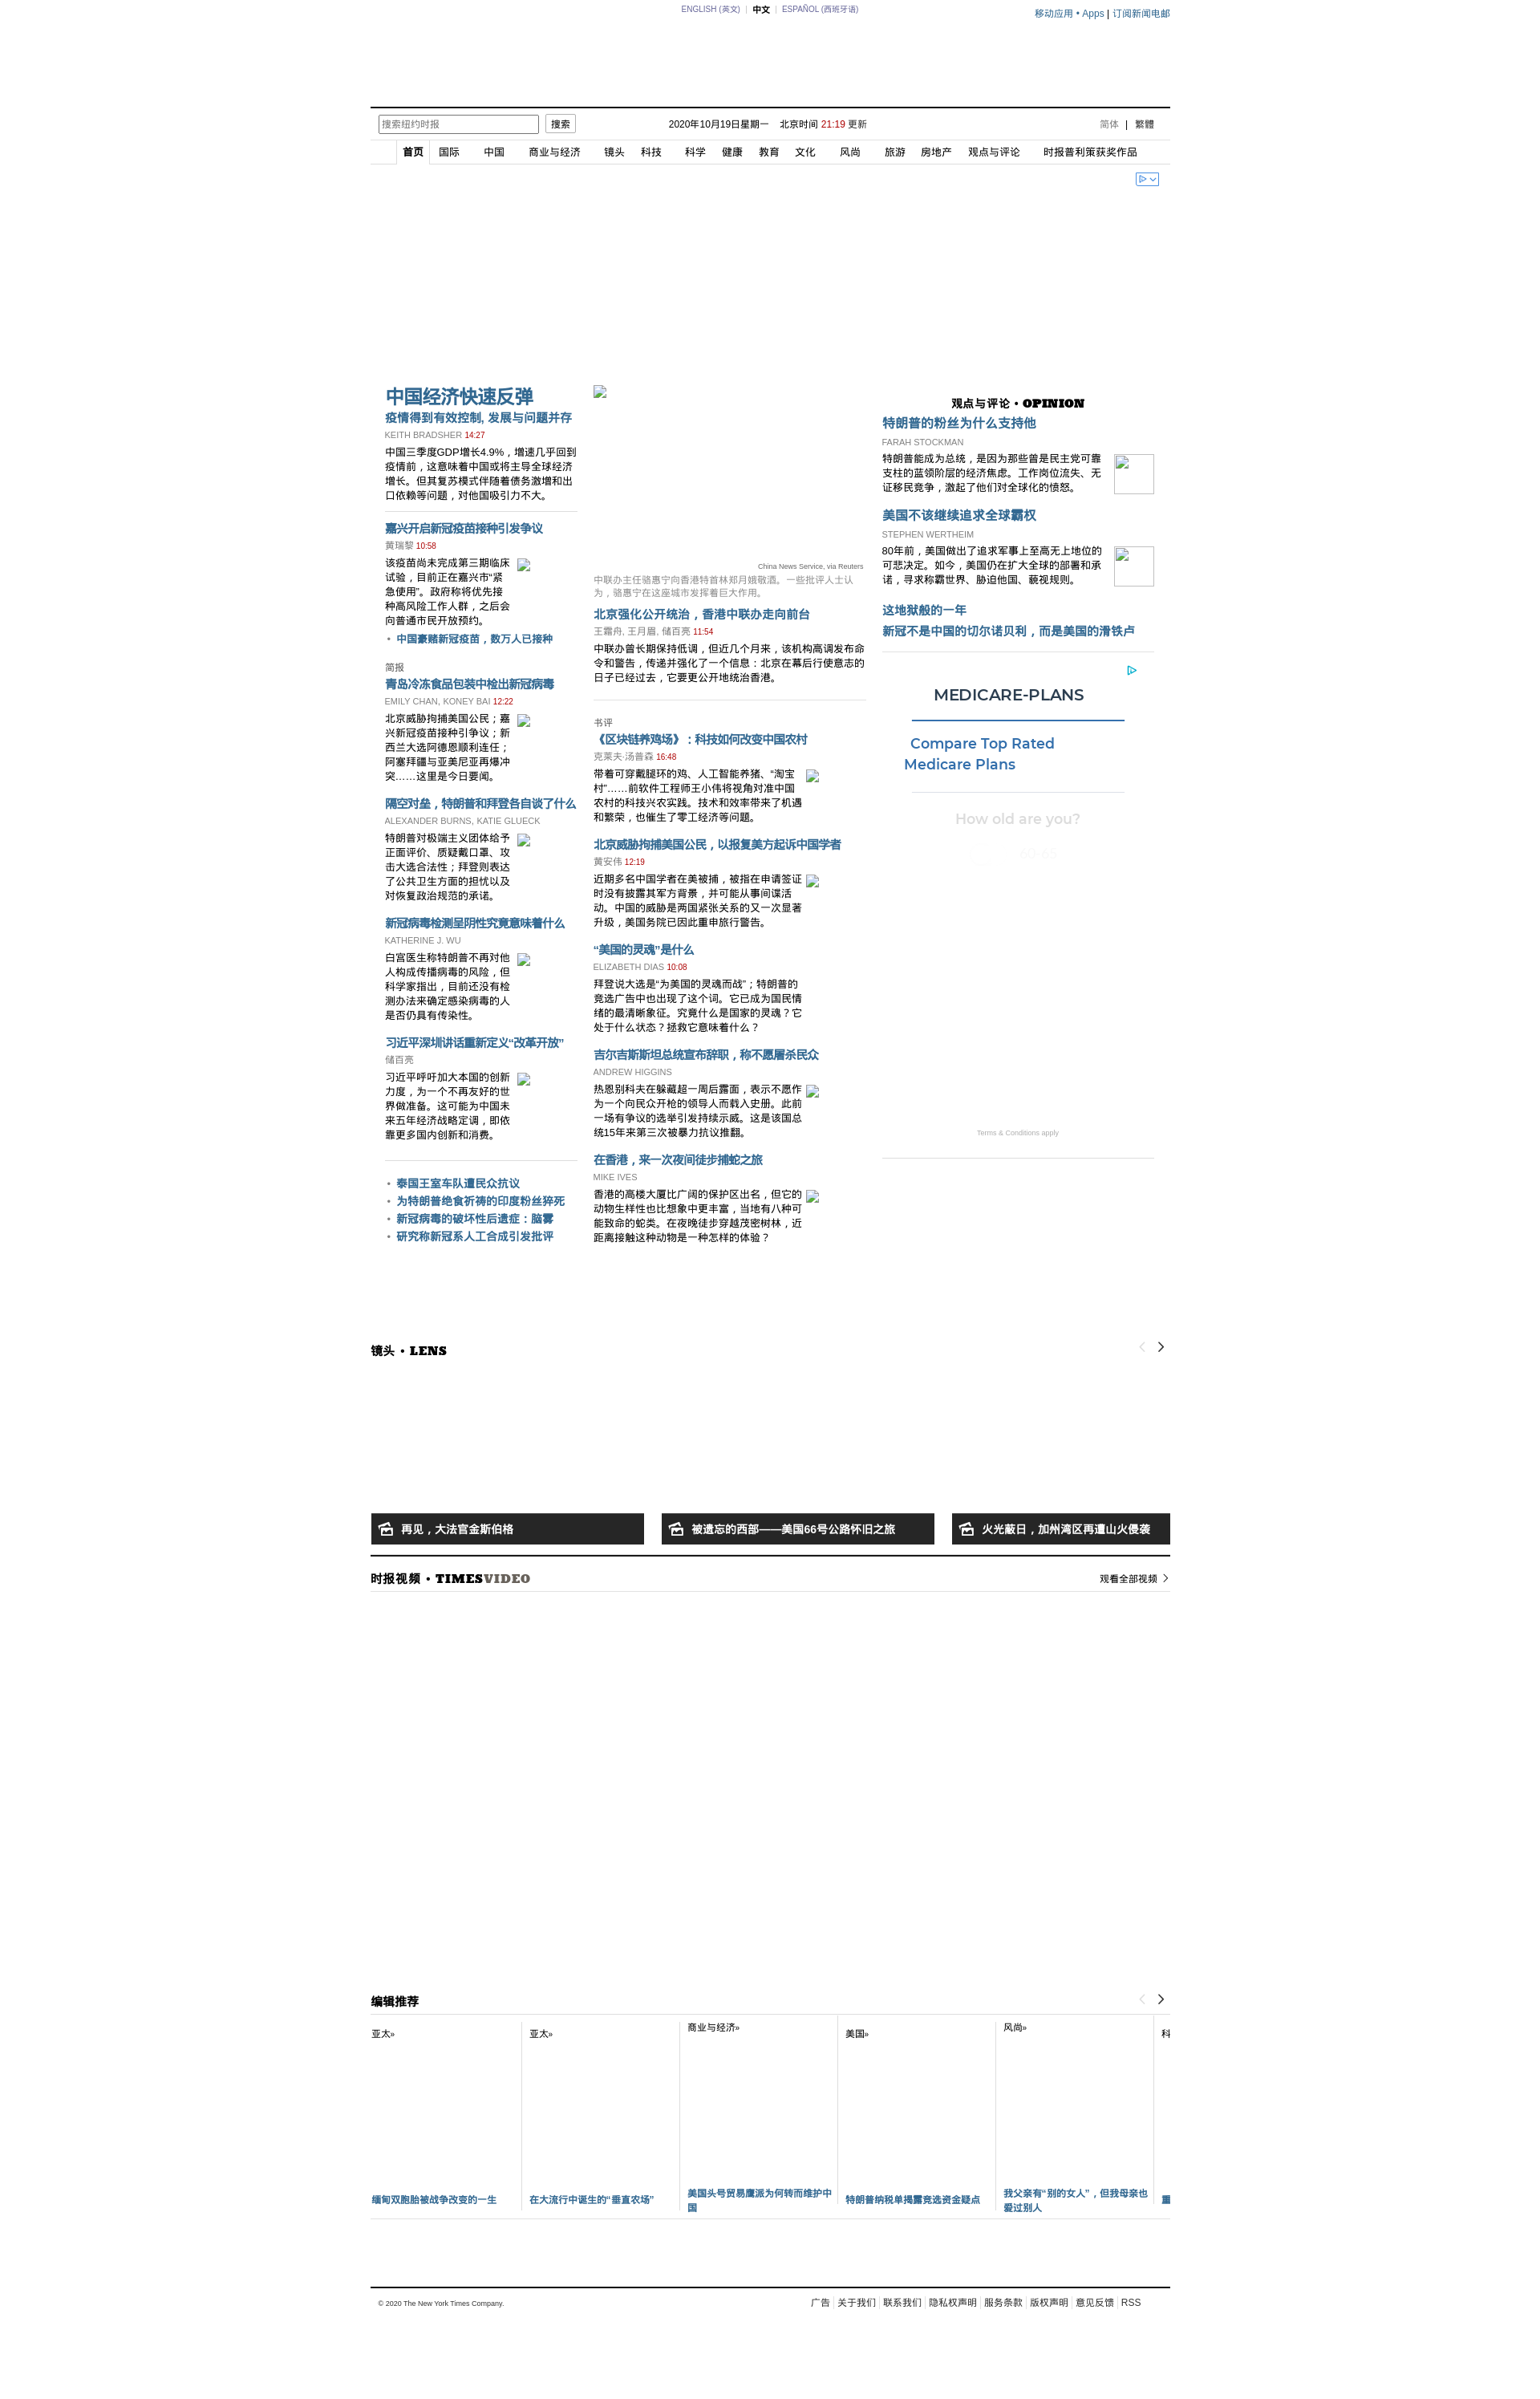 ENGLISH (英文) | 中文 | ESPAÑOL (西班牙语)
移动应用 • Apps | 订阅新闻电邮
搜索纽约时报 搜索 2020年10月19日星期一 北京时间 21:19 更新 简体 | 繁體
首页 国际 中国 商业与经济 镜头 科技 科学 健康 教育 文化 风尚 旅游 房地产 观点与评论 时报普利策获奖作品
中国经济快速反弹
疫情得到有效控制, 发展与问题并存
KEITH BRADSHER 14:27
中国三季度GDP增长4.9%，增速几乎回到
疫情前，这意味着中国或将主导全球经济
增长。但其复苏模式伴随着债务激增和出
口依赖等问题，对他国吸引力不大。
嘉兴开启新冠疫苗接种引发争议
黄瑞黎 10:58
该疫苗尚未完成第三期临床
试验，目前正在嘉兴市“紧
急使用”。政府称将优先接
种高风险工作人群，之后会
向普通市民开放预约。
• 中国豪赌新冠疫苗，数万人已接种
简报
青岛冷冻食品包装中检出新冠病毒
EMILY CHAN, KONEY BAI 12:22
北京威胁拘捕美国公民；嘉
兴新冠疫苗接种引争议；新
西兰大选阿德恩顺利连任；
阿塞拜疆与亚美尼亚再爆冲
突……这里是今日要闻。
隔空对垒，特朗普和拜登各自谈了什么
ALEXANDER BURNS, KATIE GLUECK
特朗普对极端主义团体给予
正面评价、质疑戴口罩、攻
击大选合法性；拜登则表达
了公共卫生方面的担忧以及
对恢复政治规范的承诺。
新冠病毒检测呈阴性究竟意味着什么
KATHERINE J. WU
白宫医生称特朗普不再对他
人构成传播病毒的风险，但
科学家指出，目前还没有检
测办法来确定感染病毒的人
是否仍具有传染性。
习近平深圳讲话重新定义“改革开放”
储百亮
习近平呼吁加大本国的创新
力度，为一个不再友好的世
界做准备。这可能为中国未
来五年经济战略定调，即依
靠更多国内创新和消费。
• 泰国王室车队遭民众抗议
• 为特朗普绝食祈祷的印度粉丝猝死
• 新冠病毒的破坏性后遗症：脑雾
• 研究称新冠系人工合成引发批评
China News Service, via Reuters
中联办主任骆惠宁向香港特首林郑月娥敬酒。一些批评人士认
为，骆惠宁在这座城市发挥着巨大作用。
北京强化公开统治，香港中联办走向前台
王霜舟, 王月眉, 储百亮 11:54
中联办曾长期保持低调，但近几个月来，该机构高调发布命
令和警告，传递并强化了一个信息：北京在幕后行使意志的
日子已经过去，它要更公开地统治香港。
书评
《区块链养鸡场》：科技如何改变中国农村
克莱夫·汤普森 16:48
带着可穿戴腿环的鸡、人工智能养猪、“淘宝
村”……前软件工程师王小伟将视角对准中国
农村的科技兴农实践。技术和效率带来了机遇
和繁荣，也催生了零工经济等问题。
北京威胁拘捕美国公民，以报复美方起诉中国学者
黄安伟 12:19
近期多名中国学者在美被捕，被指在申请签证
时没有披露其军方背景，并可能从事间谍活
动。中国的威胁是两国紧张关系的又一次显著
升级，美国务院已因此重申旅行警告。
“美国的灵魂”是什么
ELIZABETH DIAS 10:08
拜登说大选是“为美国的灵魂而战”；特朗普的
竞选广告中也出现了这个词。它已成为国民情
绪的最清晰象征。究竟什么是国家的灵魂？它
处于什么状态？拯救它意味着什么？
吉尔吉斯斯坦总统宣布辞职，称不愿屠杀民众
ANDREW HIGGINS
热恩别科夫在躲藏超一周后露面，表示不愿作
为一个向民众开枪的领导人而载入史册。此前
一场有争议的选举引发持续示威。这是该国总
统15年来第三次被暴力抗议推翻。
在香港，来一次夜间徒步捕蛇之旅
MIKE IVES
香港的高楼大厦比广阔的保护区出名，但它的
动物生样性也比想象中更丰富，当地有八种可
能致命的蛇类。在夜晚徒步穿越茂密树林，近
距离接触这种动物是一种怎样的体验？
观点与评论 • OPINION
特朗普的粉丝为什么支持他
FARAH STOCKMAN
特朗普能成为总统，是因为那些曾是民主党可靠
支柱的蓝领阶层的经济焦虑。工作岗位流失、无
证移民竞争，激起了他们对全球化的愤怒。
美国不该继续追求全球霸权
STEPHEN WERTHEIM
80年前，美国做出了追求军事上至高无上地位的
可悲决定。如今，美国仍在扩大全球的部署和承
诺，寻求称霸世界、胁迫他国、藐视规则。
这地狱般的一年
新冠不是中国的切尔诺贝利，而是美国的滑铁卢
MEDICARE-PLANS
Compare Top Rated
Medicare Plans
How old are you?
Terms & Conditions apply
镜头 • LENS
再见，大法官金斯伯格
被遗忘的西部——美国66号公路怀旧之旅
火光蔽日，加州湾区再遭山火侵袭
时报视频 • TIMESVIDEO
观看全部视频
编辑推荐
亚太»
亚太»
商业与经济»
美国»
风尚»
科
缅甸双胞胎被战争改变的一生
在大流行中诞生的“垂直农场”
美国头号贸易鹰派为何转而维护中
国
特朗普纳税单揭露竞选资金疑点
我父亲有“别的女人”，但我母亲也
爱过别人
重
© 2020 The New York Times Company.
广告 | 关于我们 | 联系我们 | 隐私权声明 | 服务条款 | 版权声明 | 意见反馈 | RSS